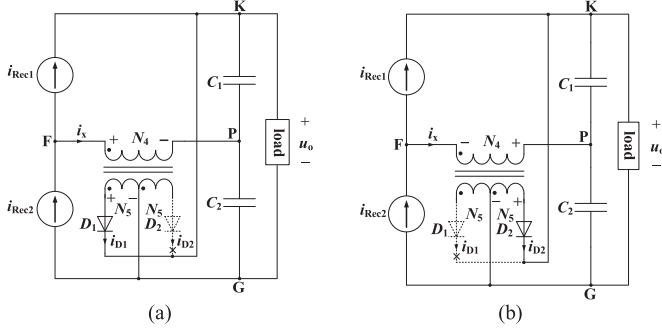 K
iRec1
C1
+
uo
−
load
F
ix
+
N4
−
P
iRec2
+
−
N5
N5
D1
D2
iD1
iD2
C2
G
(a)
K
iRec1
C1
+
uo
−
load
F
ix
−
N4
+
P
iRec2
−
+
N5
N5
D1
D2
iD1
iD2
C2
G
(b)